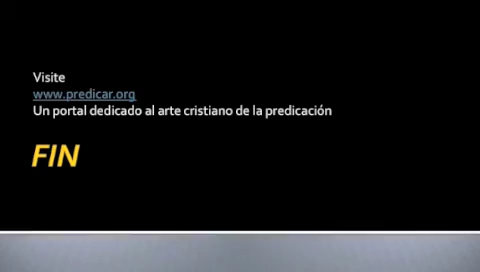 Visite
www.predicar.org
Un portal dedicado al arte cristiano de la predicación
FIN